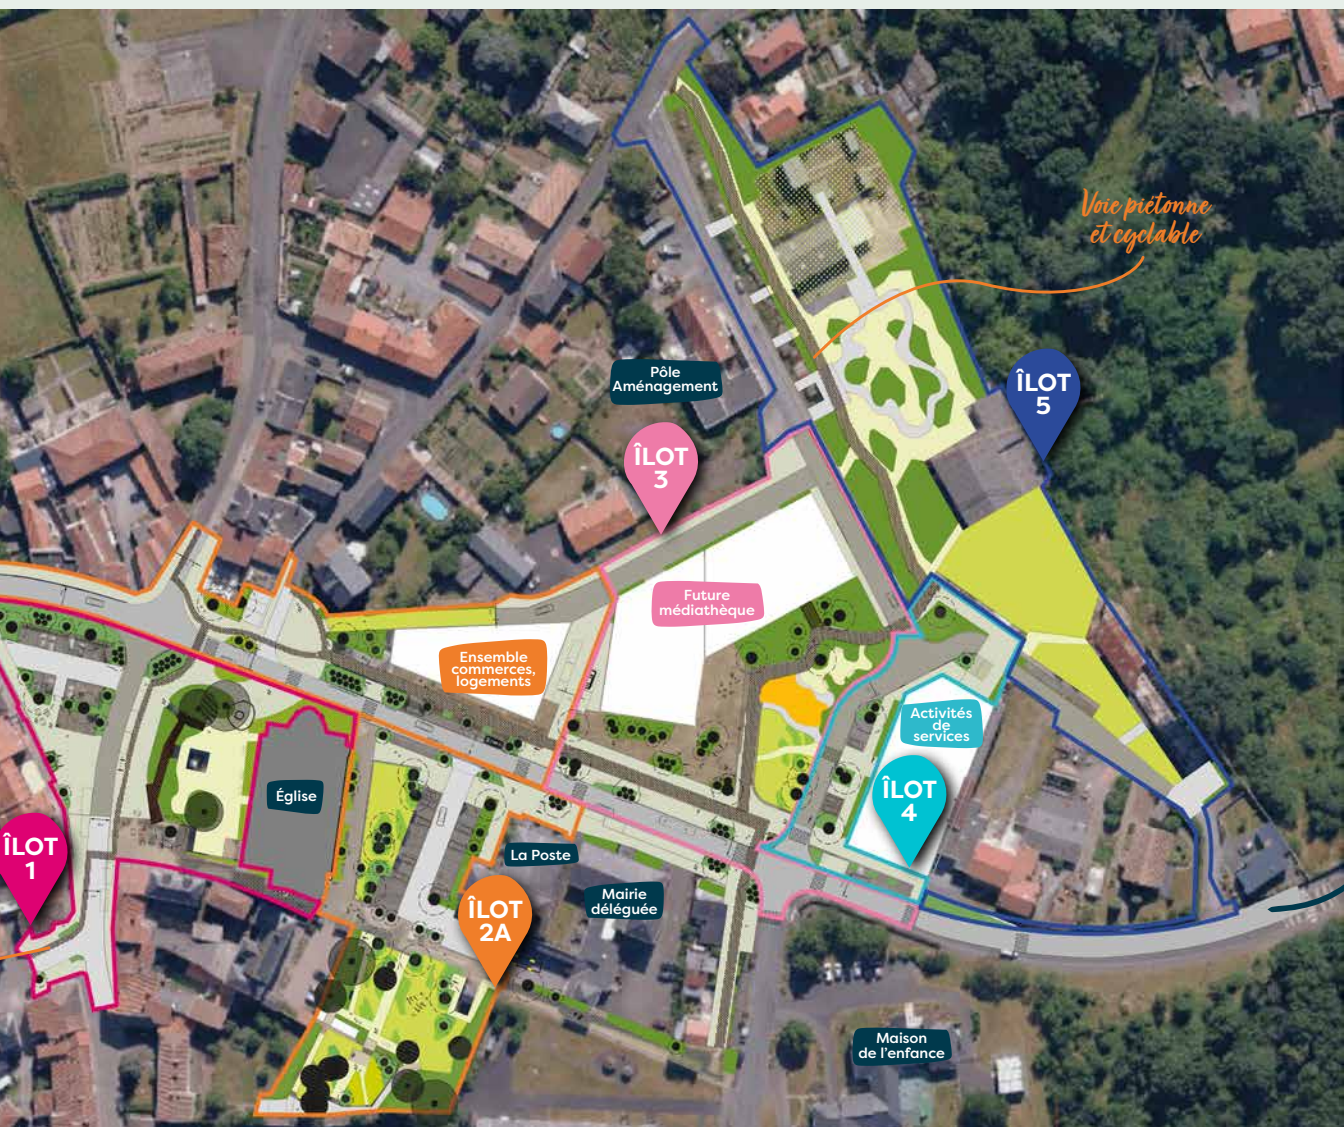 Voie piétonne
et cyclable
Pôle
Aménagement
ÎLOT
5
ÎLOT
3
Future
médiathèque
Ensemble
commerces,
logements
Activités
de
services
Église
ÎLOT
4
ÎLOT
1
La Poste
Mairie
déléguée
ÎLOT
2A
Maison
de l'enfance